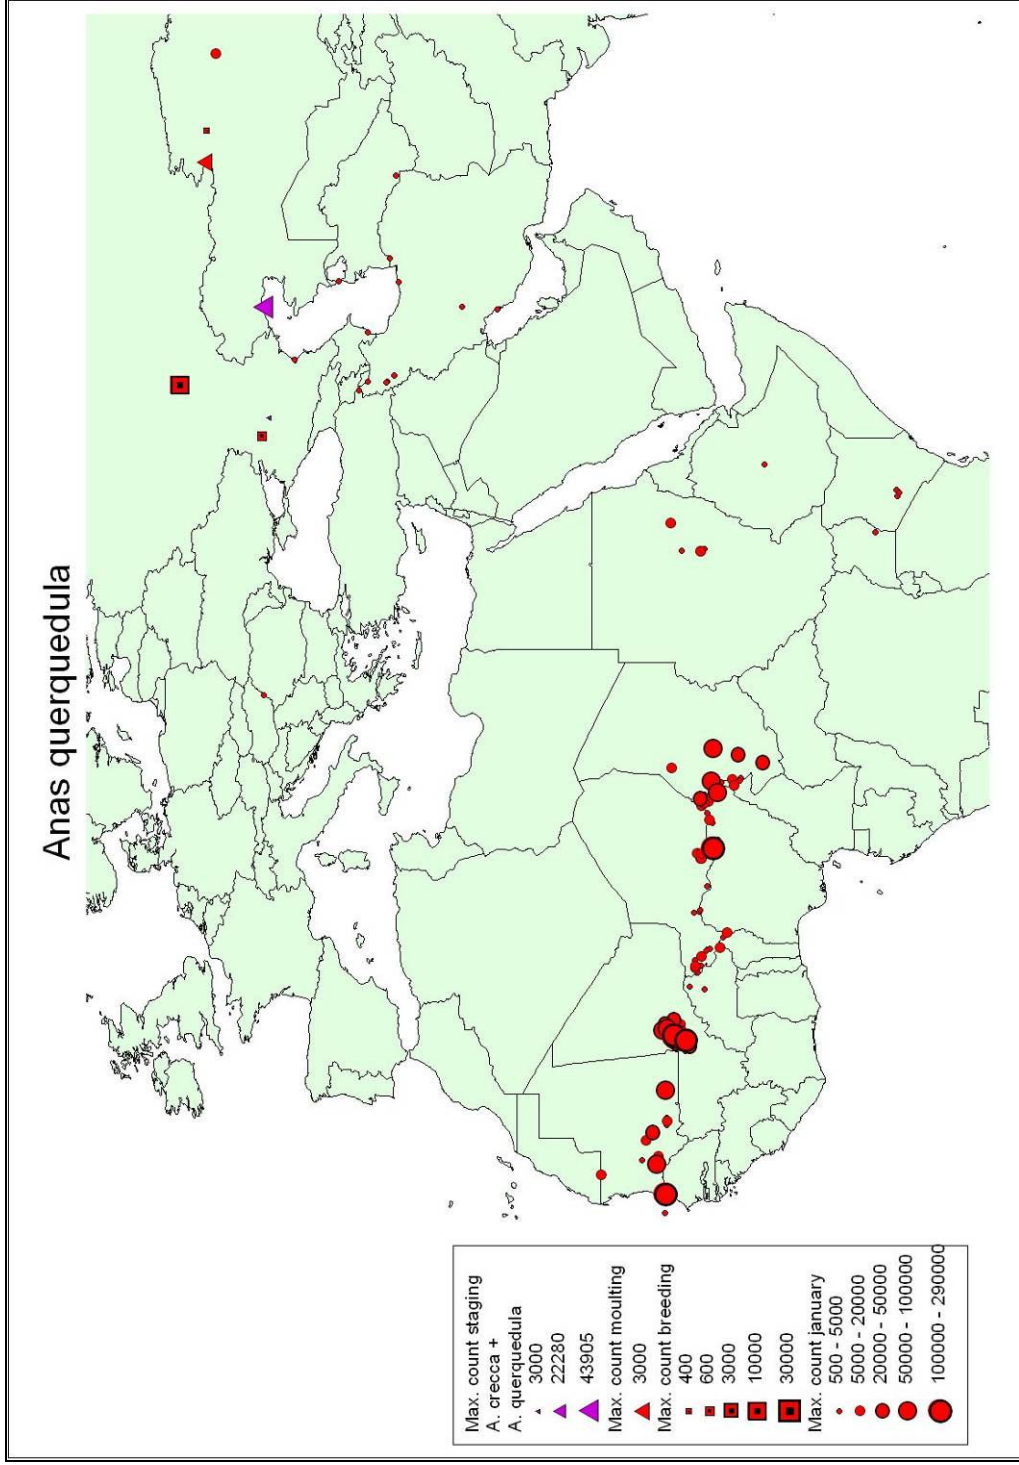 Anas querquedula
Max. count staging
A. crecca +
A. querquedula
3000
22280
43905
Max. count moulting
3000
Max. count breeding
400
600
3000
10000
30000
Max. count january
500 - 5000
5000 - 20000
20000 - 50000
50000 - 100000
100000 - 290000